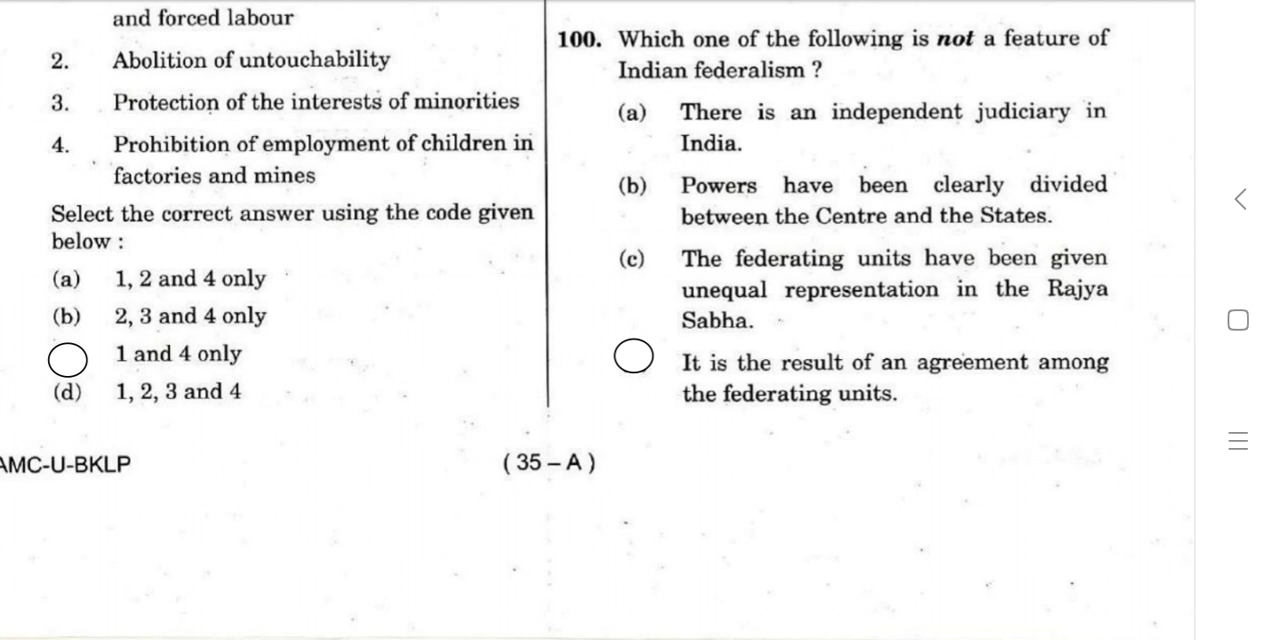 and forced labour
2. Abolition of untouchability
3. Protection of the interests of minorities
4. Prohibition of employment of children in
factories and mines
Select the correct answer using the code given
below :
(a) 1, 2 and 4 only
(b) 2, 3 and 4 only
1 and 4 only
(d) 1, 2, 3 and 4
100. Which one of the following is not a feature of
Indian federalism ?
(a) There is an independent judiciary in
India.
(b) Powers have been clearly divided
between the Centre and the States.
(c) The federating units have been given
unequal representation in the Rajya
Sabha.
It is the result of an agreement among
the federating units.
AMC-U-BKLP
( 35 – A )